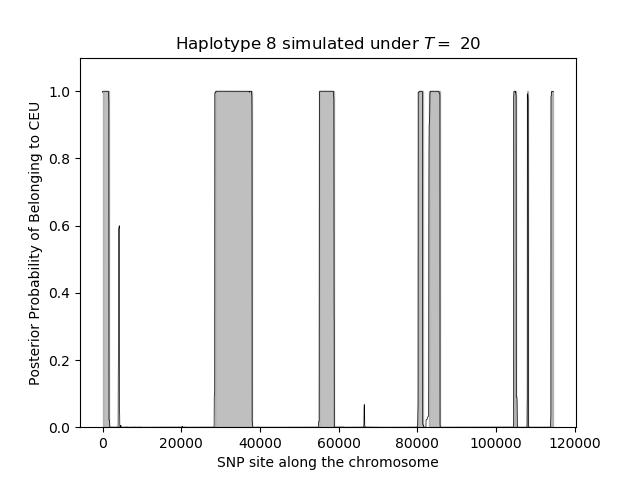 Haplotype 8 simulated under T = 20
Posterior Probability of Belonging to CEU
1.0
0.8
0.6
0.4
0.2
0.0
0 20000 40000 60000 80000 100000 120000
SNP site along the chromosome